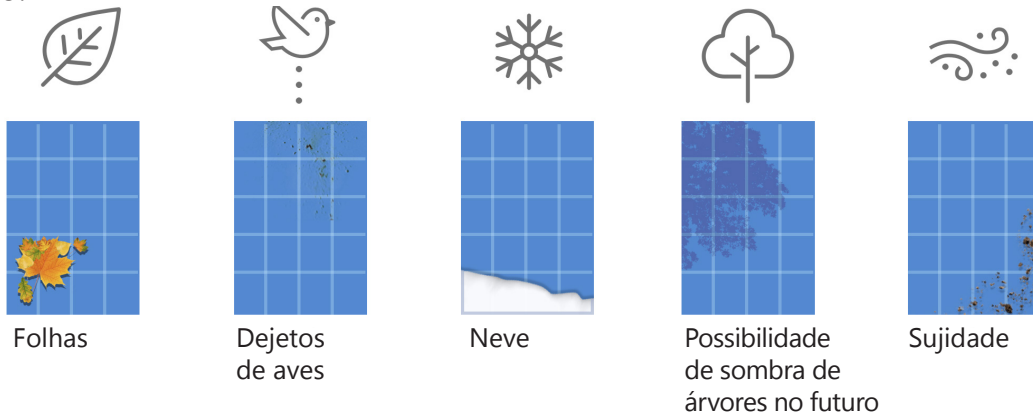 Folhas
Dejetos
de aves
Neve
Possibilidade
de sombra de
árvores no futuro
Sujidade